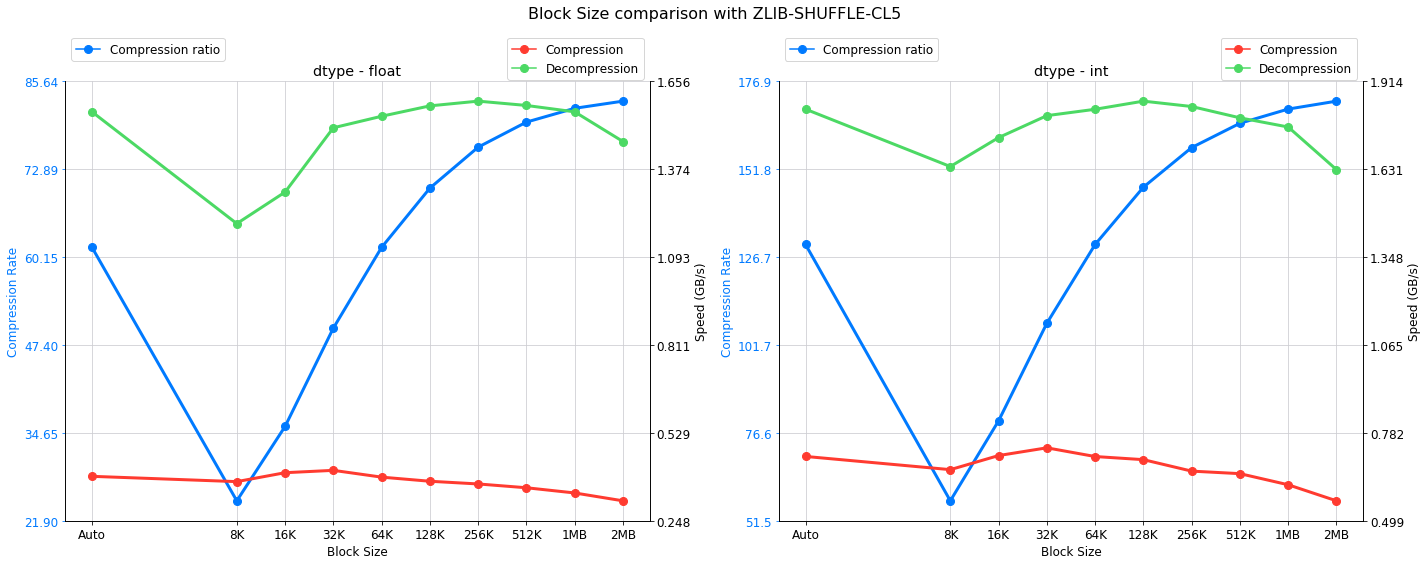 Block Size comparison with ZLIB-SHUFFLE-CL5
Compression ratio
Compression
Decompression
dtype - float
85.64
72.89
60.15
47.40
34.65
21.90
Compression Rate
1.656
1.374
1.093
0.811
0.529
0.248
Speed (GB/s)
Auto 8K 16K 32K 64K 128K 256K 512K 1MB 2MB
Block Size
Compression ratio
Compression
Decompression
dtype - int
176.9
151.8
126.7
101.7
76.6
51.5
Compression Rate
1.914
1.631
1.348
1.065
0.782
0.499
Speed (GB/s)
Auto 8K 16K 32K 64K 128K 256K 512K 1MB 2MB
Block Size